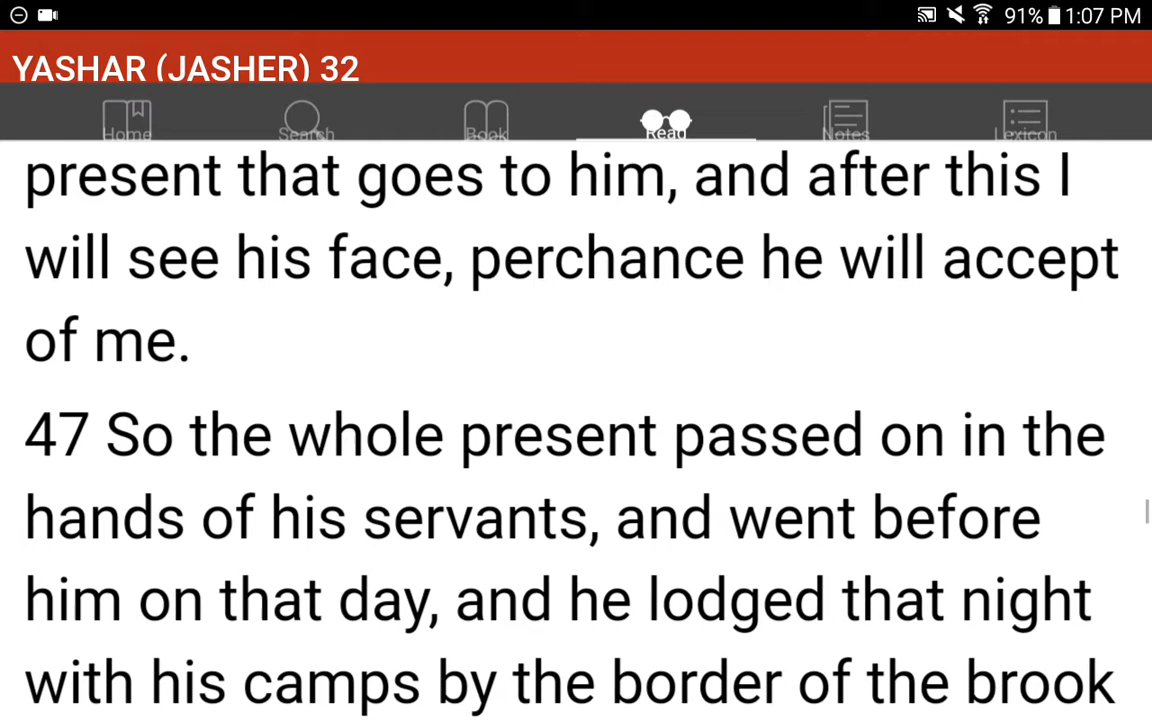 91% 1:07 PM
YASHAR (JASHER) 32
Home Search Book Read Notes Lexicon
present that goes to him, and after this I
will see his face, perchance he will accept
of me.
47 So the whole present passed on in the
hands of his servants, and went before
him on that day, and he lodged that night
with his camps by the border of the brook